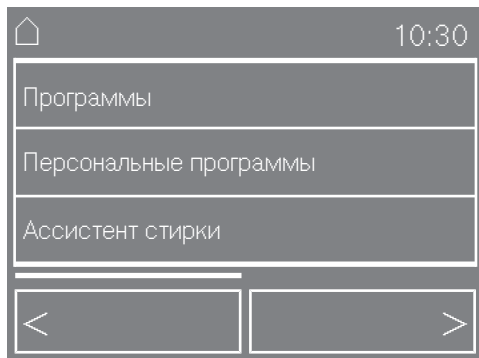 10:30
Программы
Персональные программы
Ассистент стирки
< >